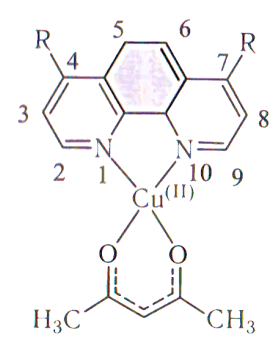 R 5 6 R
4 7
3 8
2 N N 9
1 10
Cu(II)
O O
H3C CH3